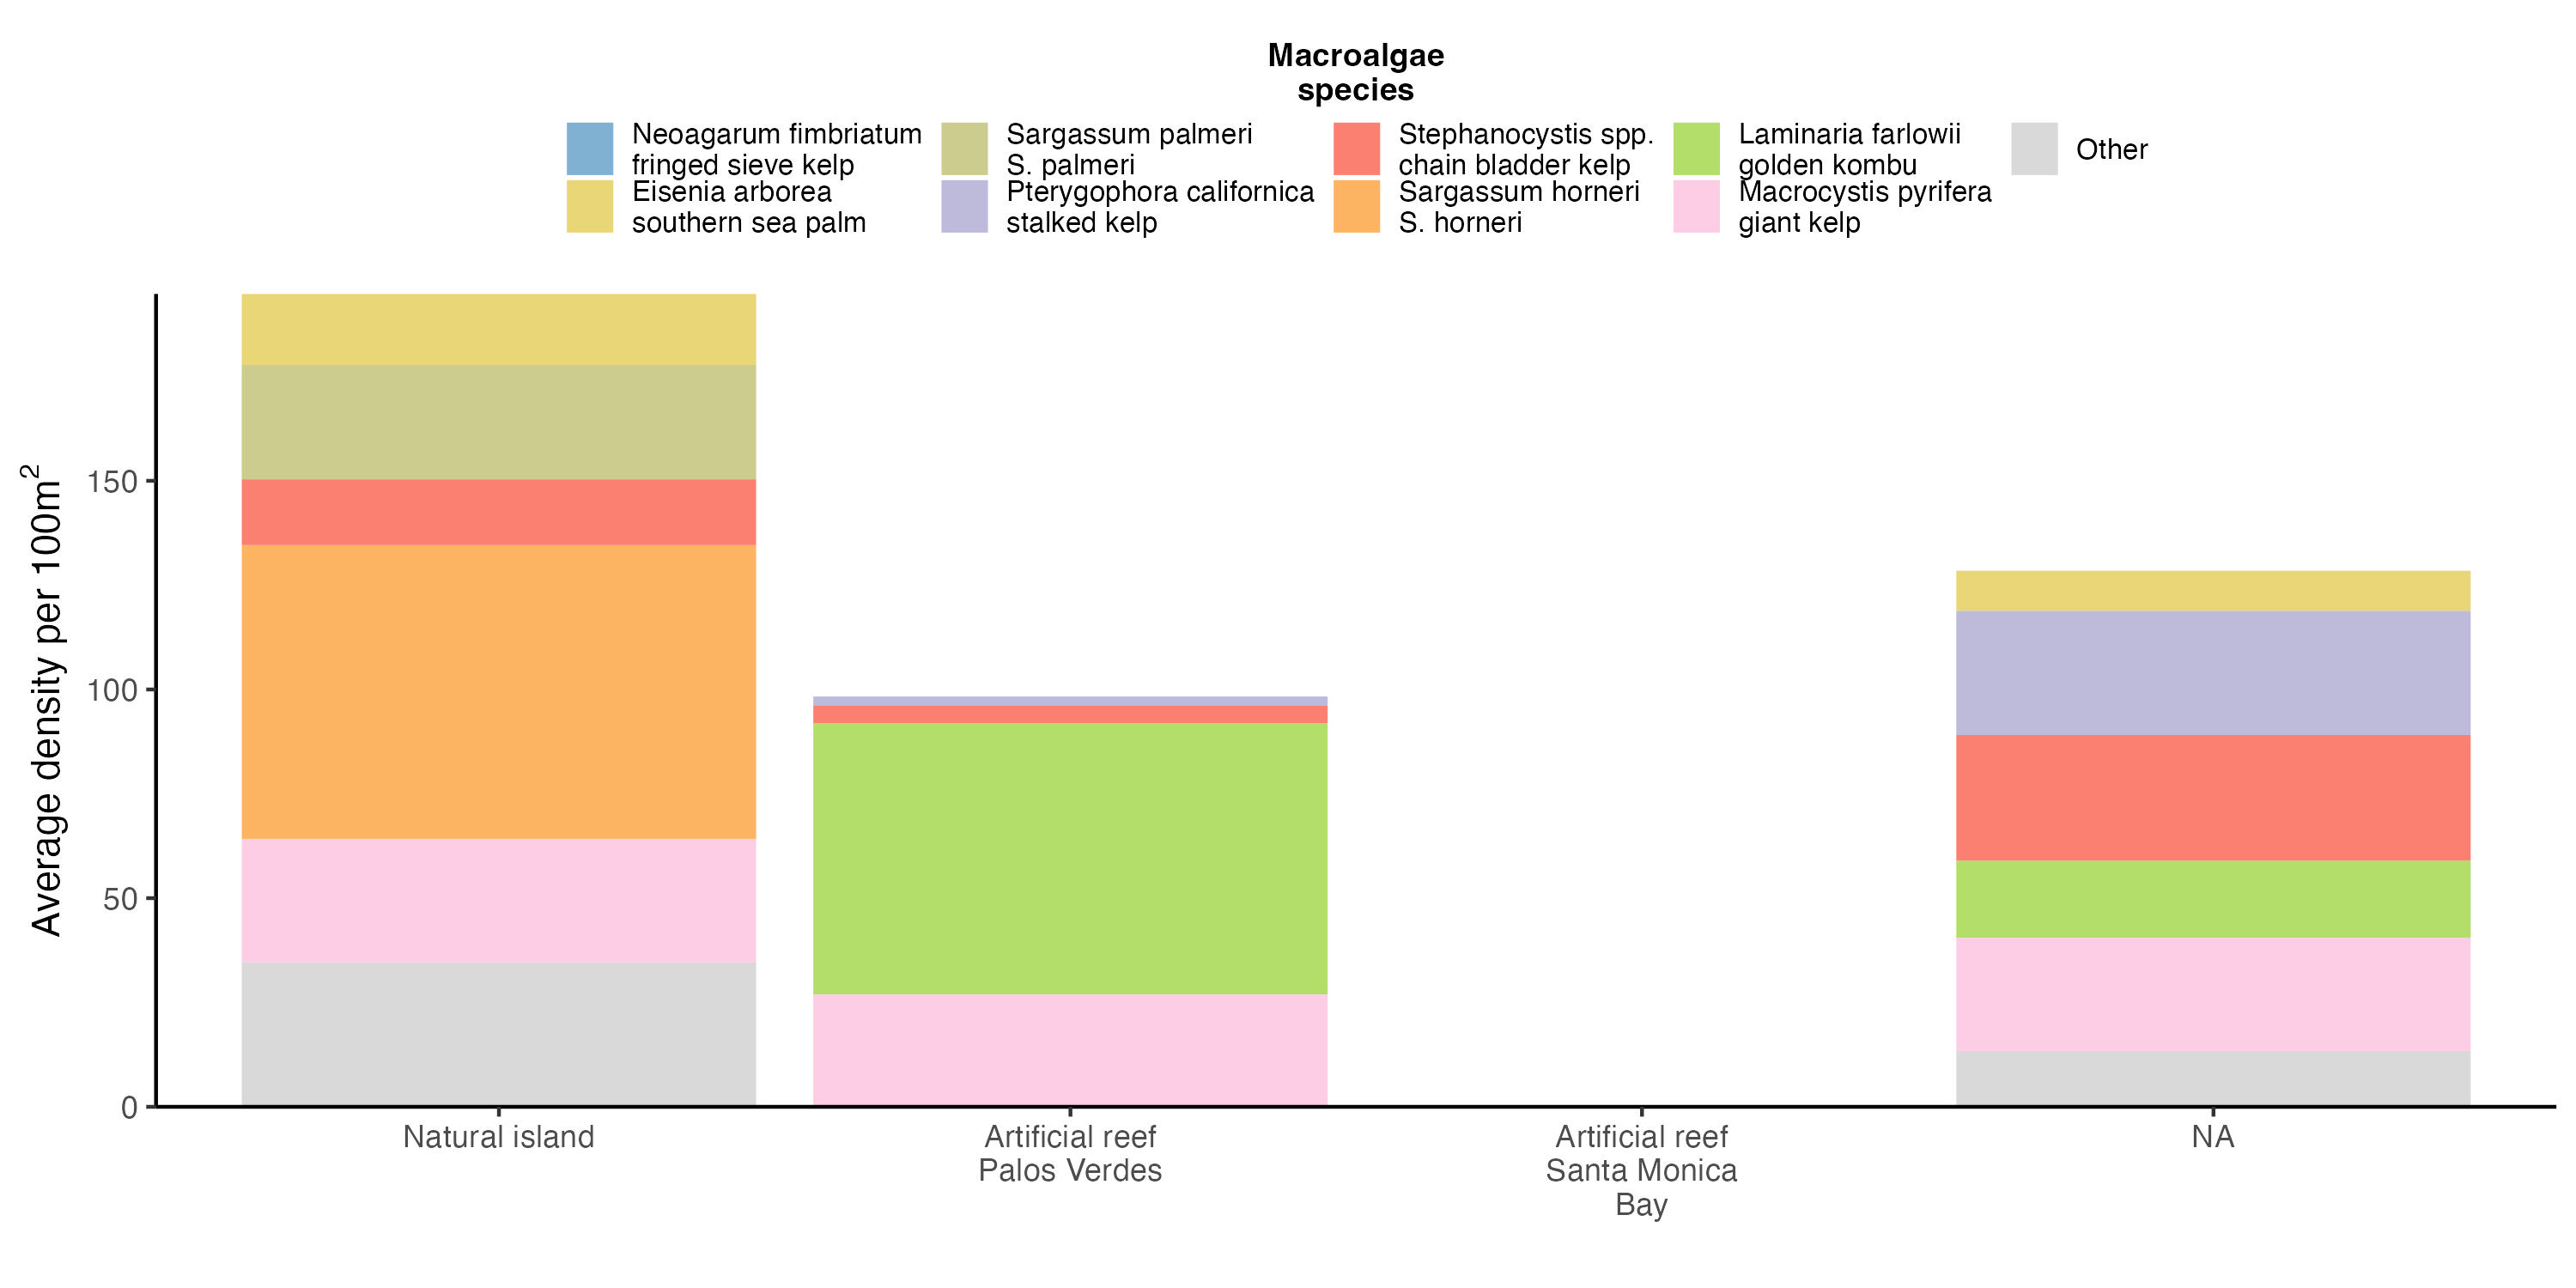 Macroalgae
species
Neoagarum fimbriatum
fringed sieve kelp
Eisenia arborea
southern sea palm
Sargassum palmeri
S. palmeri
Pterygophora californica
stalked kelp
Stephanocystis spp.
chain bladder kelp
Sargassum horneri
S. horneri
Laminaria farlowii
golden kombu
Macrocystis pyrifera
giant kelp
Other
Average density per 100m²
150
100
50
0
Natural island
Artificial reef
Palos Verdes
Artificial reef
Santa Monica
Bay
NA